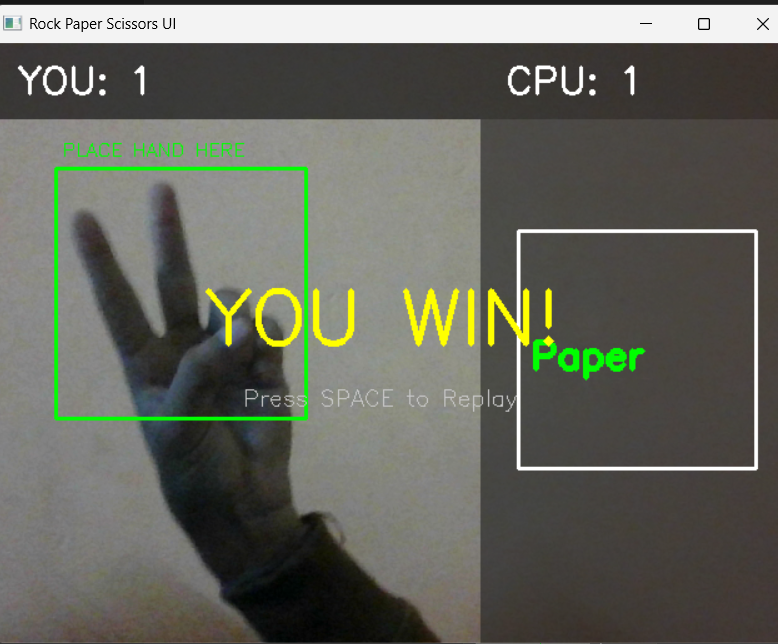 Rock Paper Scissors UI
YOU: 1
CPU: 1
PLACE HAND HERE
YOU WIN!
Paper
Press SPACE to Replay